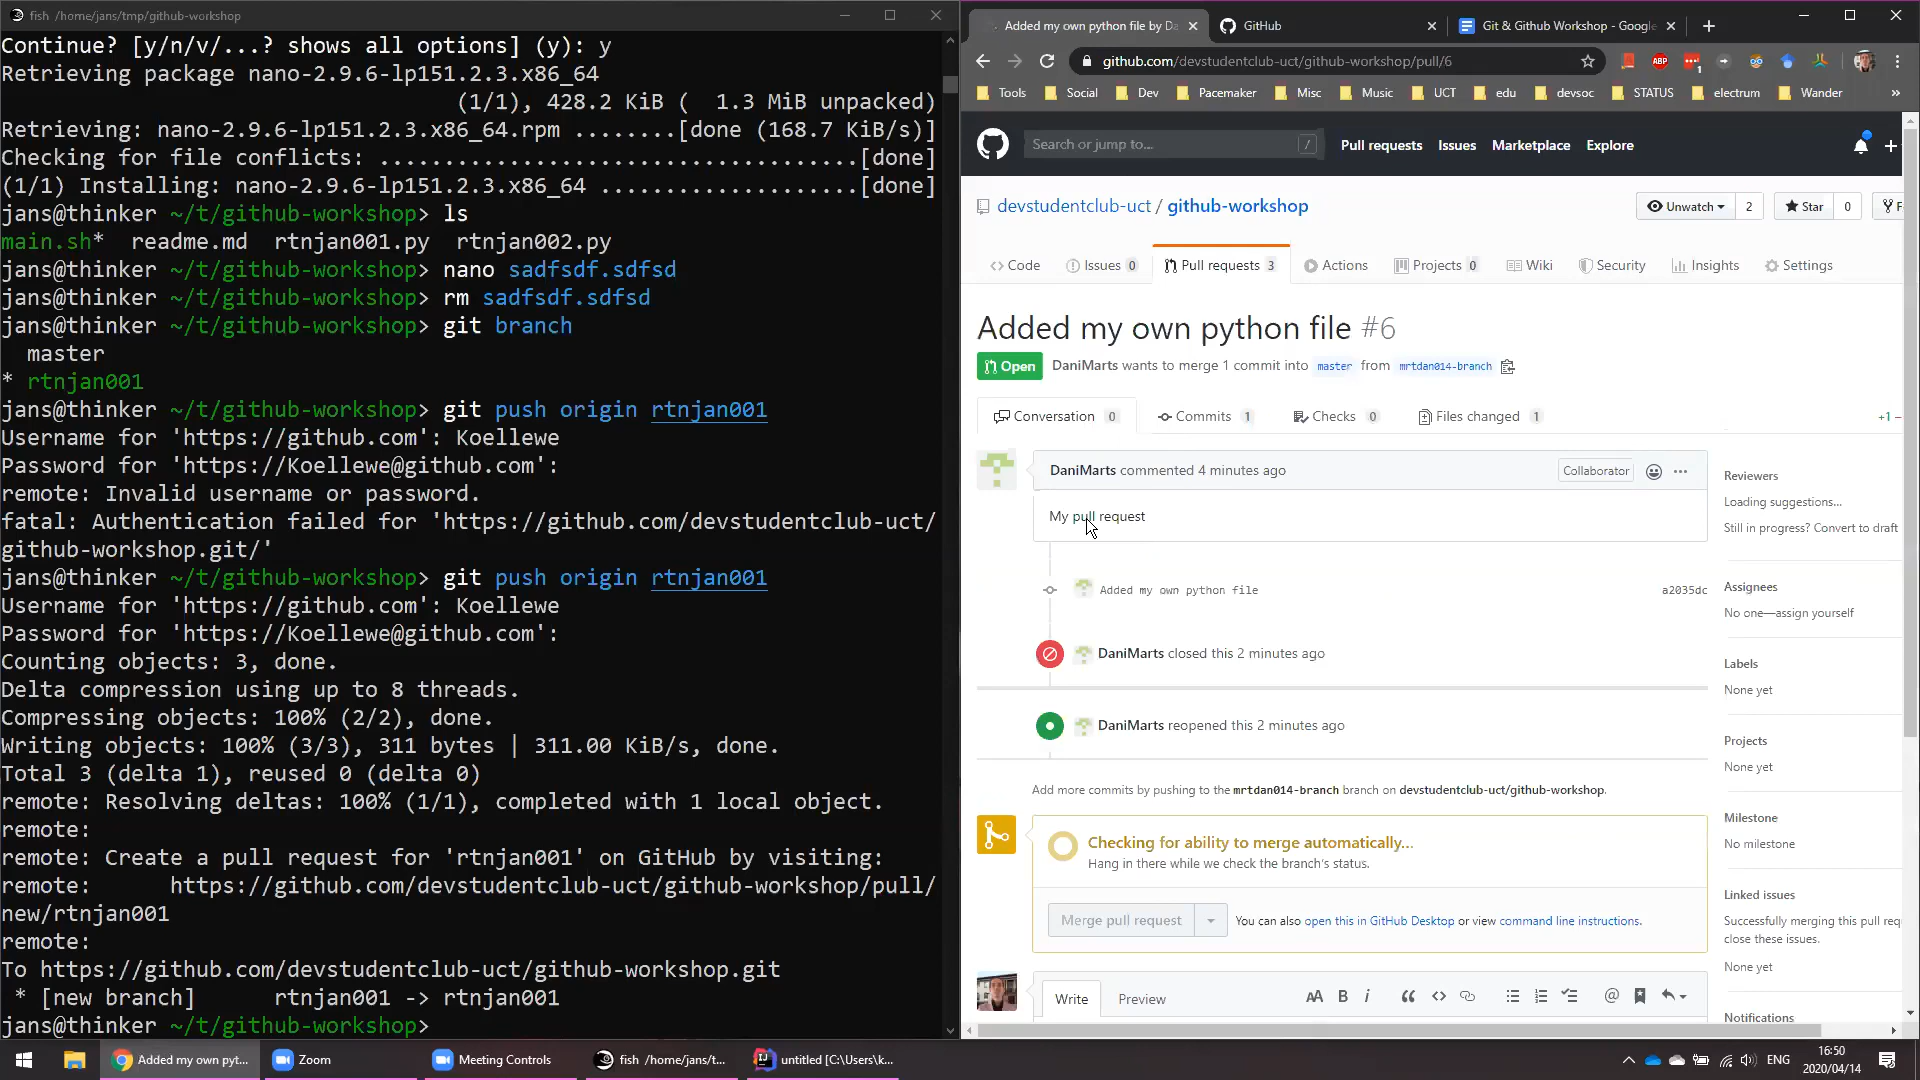 fish /home/jans/tmp/github-workshop
Continue? [y/n/v/...? shows all options] (y): y
Retrieving package nano-2.9.6-lp151.2.3.x86_64
(1/1), 428.2 KiB (  1.3 MiB unpacked)
Retrieving: nano-2.9.6-lp151.2.3.x86_64.rpm ........[done (168.7 KiB/s)]
Checking for file conflicts: .....................................[done]
(1/1) Installing: nano-2.9.6-lp151.2.3.x86_64 ....................[done]
jans@thinker ~/t/github-workshop> ls
main.sh*  readme.md  rtnjan001.py  rtnjan002.py
jans@thinker ~/t/github-workshop> nano sadfsdf.sdfsd
jans@thinker ~/t/github-workshop> rm sadfsdf.sdfsd
jans@thinker ~/t/github-workshop> git branch
master
* rtnjan001
jans@thinker ~/t/github-workshop> git push origin rtnjan001
Username for 'https://github.com': Koellewe
Password for 'https://Koellewe@github.com':
remote: Invalid username or password.
fatal: Authentication failed for 'https://github.com/devstudentclub-uct/
github-workshop.git/'
jans@thinker ~/t/github-workshop> git push origin rtnjan001
Username for 'https://github.com': Koellewe
Password for 'https://Koellewe@github.com':
Counting objects: 3, done.
Delta compression using up to 8 threads.
Compressing objects: 100% (2/2), done.
Writing objects: 100% (3/3), 311 bytes | 311.00 KiB/s, done.
Total 3 (delta 1), reused 0 (delta 0)
remote: Resolving deltas: 100% (1/1), completed with 1 local object.
remote:
remote: Create a pull request for 'rtnjan001' on GitHub by visiting:
remote:      https://github.com/devstudentclub-uct/github-workshop/pull/
new/rtnjan001
remote:
To https://github.com/devstudentclub-uct/github-workshop.git
* [new branch]      rtnjan001 -> rtnjan001
jans@thinker ~/t/github-workshop>
Added my own python file by Da
GitHub
Git & Github Workshop - Google
github.com/devstudentclub-uct/github-workshop/pull/6
ABP
1
Tools Social Dev Pacemaker Misc Music UCT edu devsoc STATUS electrum Wander »
Search or jump to... /
Pull requests Issues Marketplace Explore
devstudentclub-uct / github-workshop
Unwatch 2
Star 0
F
Code
Issues 0
Pull requests 3
Actions
Projects 0
Wiki
Security
Insights
Settings
Added my own python file #6
Open DaniMarts wants to merge 1 commit into master from mrtdan014-branch
Conversation 0
Commits 1
Checks 0
Files changed 1
+1 −
DaniMarts commented 4 minutes ago
Collaborator
My pull request
Added my own python file a2035dc
DaniMarts closed this 2 minutes ago
DaniMarts reopened this 2 minutes ago
Add more commits by pushing to the mrtdan014-branch branch on devstudentclub-uct/github-workshop.
Checking for ability to merge automatically...
Hang in there while we check the branch's status.
Merge pull request
You can also open this in GitHub Desktop or view command line instructions.
Write
Preview
AA B i
Reviewers
Loading suggestions...
Still in progress? Convert to draft
Assignees
No one—assign yourself
Labels
None yet
Projects
None yet
Milestone
No milestone
Linked issues
Successfully merging this pull req
close these issues.
None yet
Notifications
Added my own pyt...
Zoom
Meeting Controls
fish /home/jans/t...
untitled [C:\Users\k...
ENG
16:50
2020/04/14